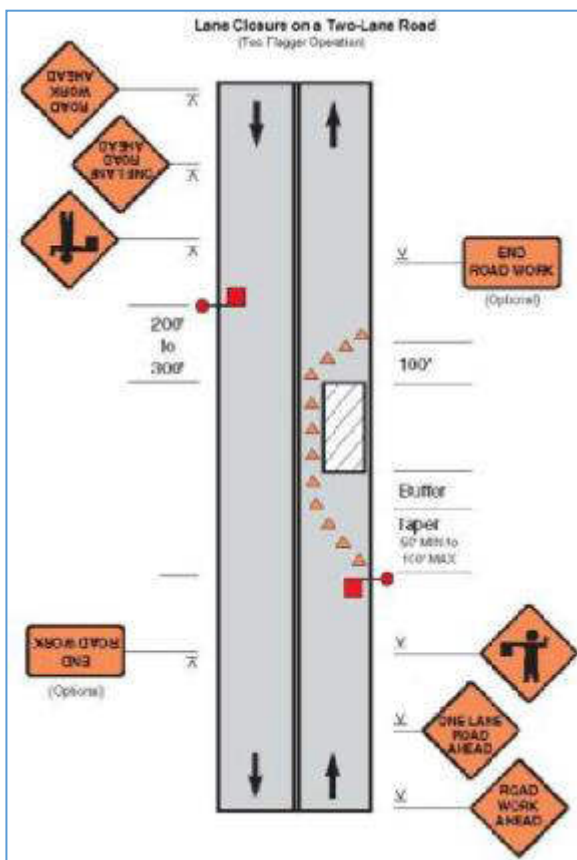 Lane Closure on a Two-Lane Road
(Two Flagger Operation)
ROAD
WORK
AHEAD
ONE LANE
ROAD
AHEAD
200'
to
300'
END
ROAD WORK
(Optional)
100'
Buffer
Taper
50' MIN to
100' MAX
END
ROAD WORK
(Optional)
ONE LANE
ROAD
AHEAD
ROAD
WORK
AHEAD